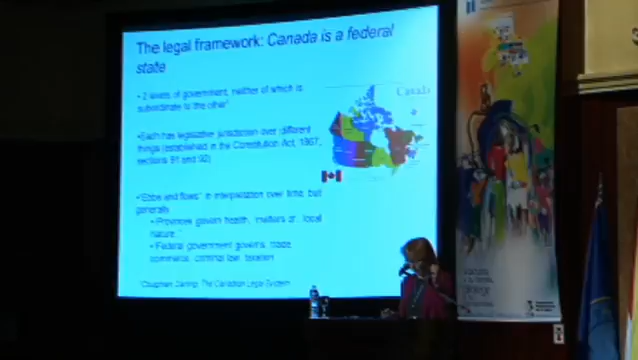 The legal framework: Canada is a federal
state
• 2 levels of government, neither of which is
subordinate to the other
Canada
•Each has legislative jurisdiction over (different
things (established in the Constitution Act, 1867,
sections 91 and 92)
•"Ebbs and flows" in interpretation over time, but
generally
•Provinces govern health, "matters of a local
nature..."
•Federal government governs, trade,
commerce, criminal law, taxation
The Canadian Legal System